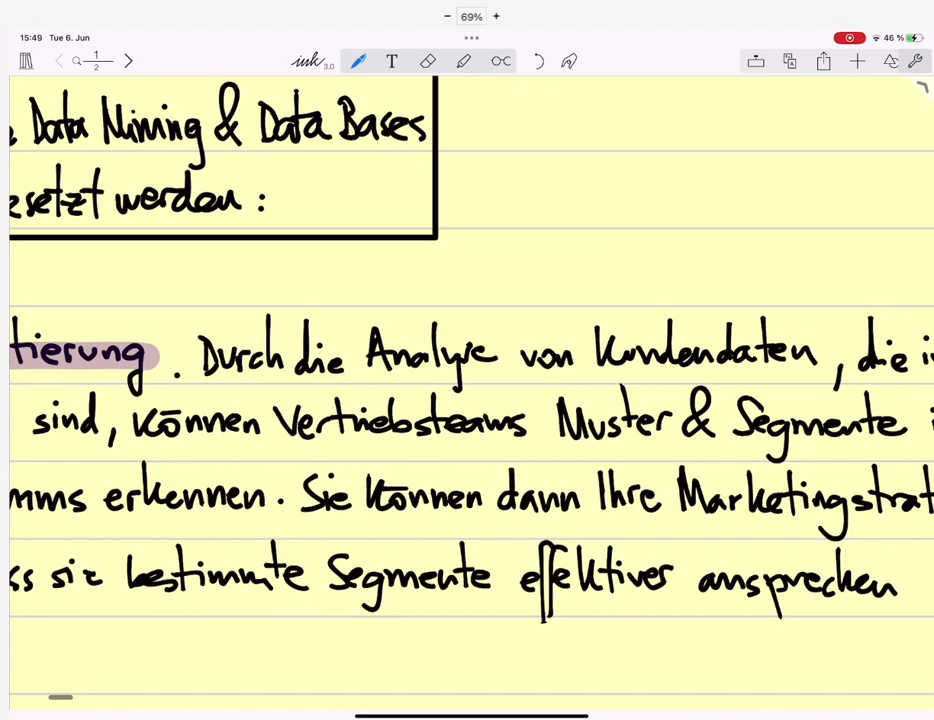 69%
15:49 Tue 6. Jun
46 %
1
2
ink 3.0
T
Data Mining & Data Bases
esetzt werden :
tierung . Durch die Analyse von Kundendaten , die i
sind, können Vertriebsteams Muster & Segmente i
mms erkennen . Sie können dann Ihre Marketingstrat
ss sie bestimmte Segmente effektiver ansprechen